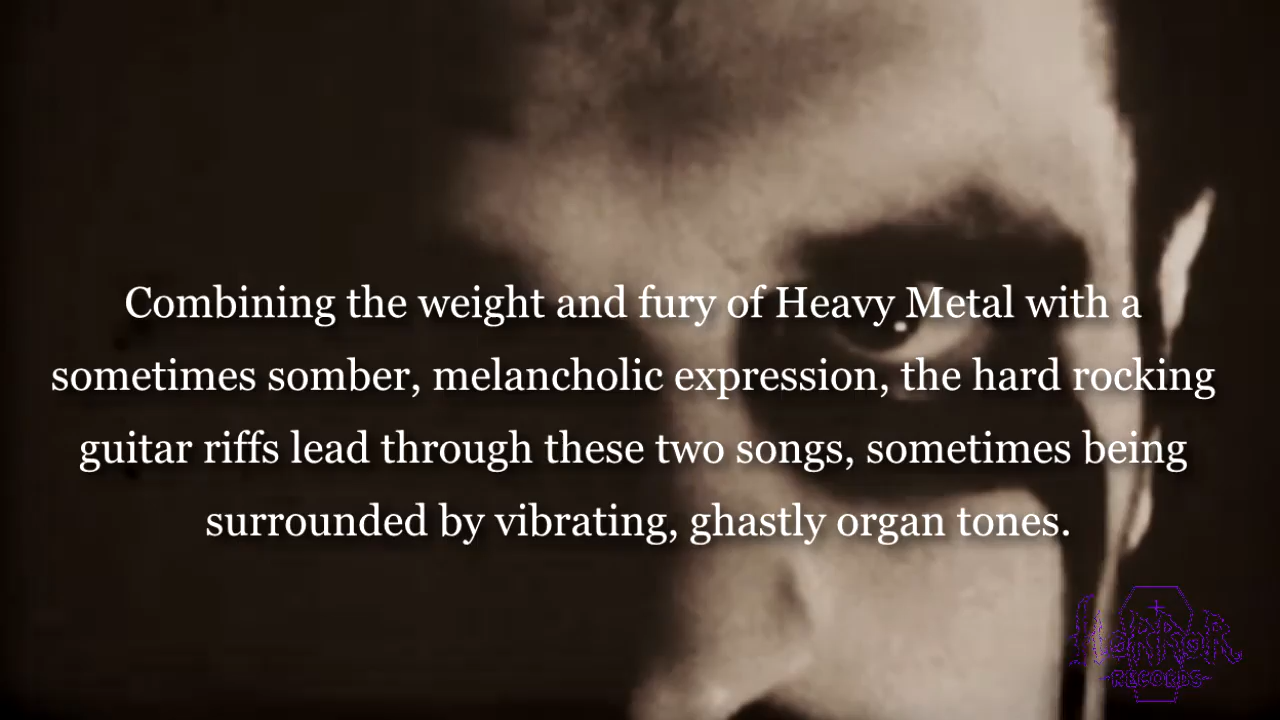 Combining the weight and fury of Heavy Metal with a
sometimes somber, melancholic expression, the hard rocking
guitar riffs lead through these two songs, sometimes being
surrounded by vibrating, ghastly organ tones.
HORROR
-RECORDS-